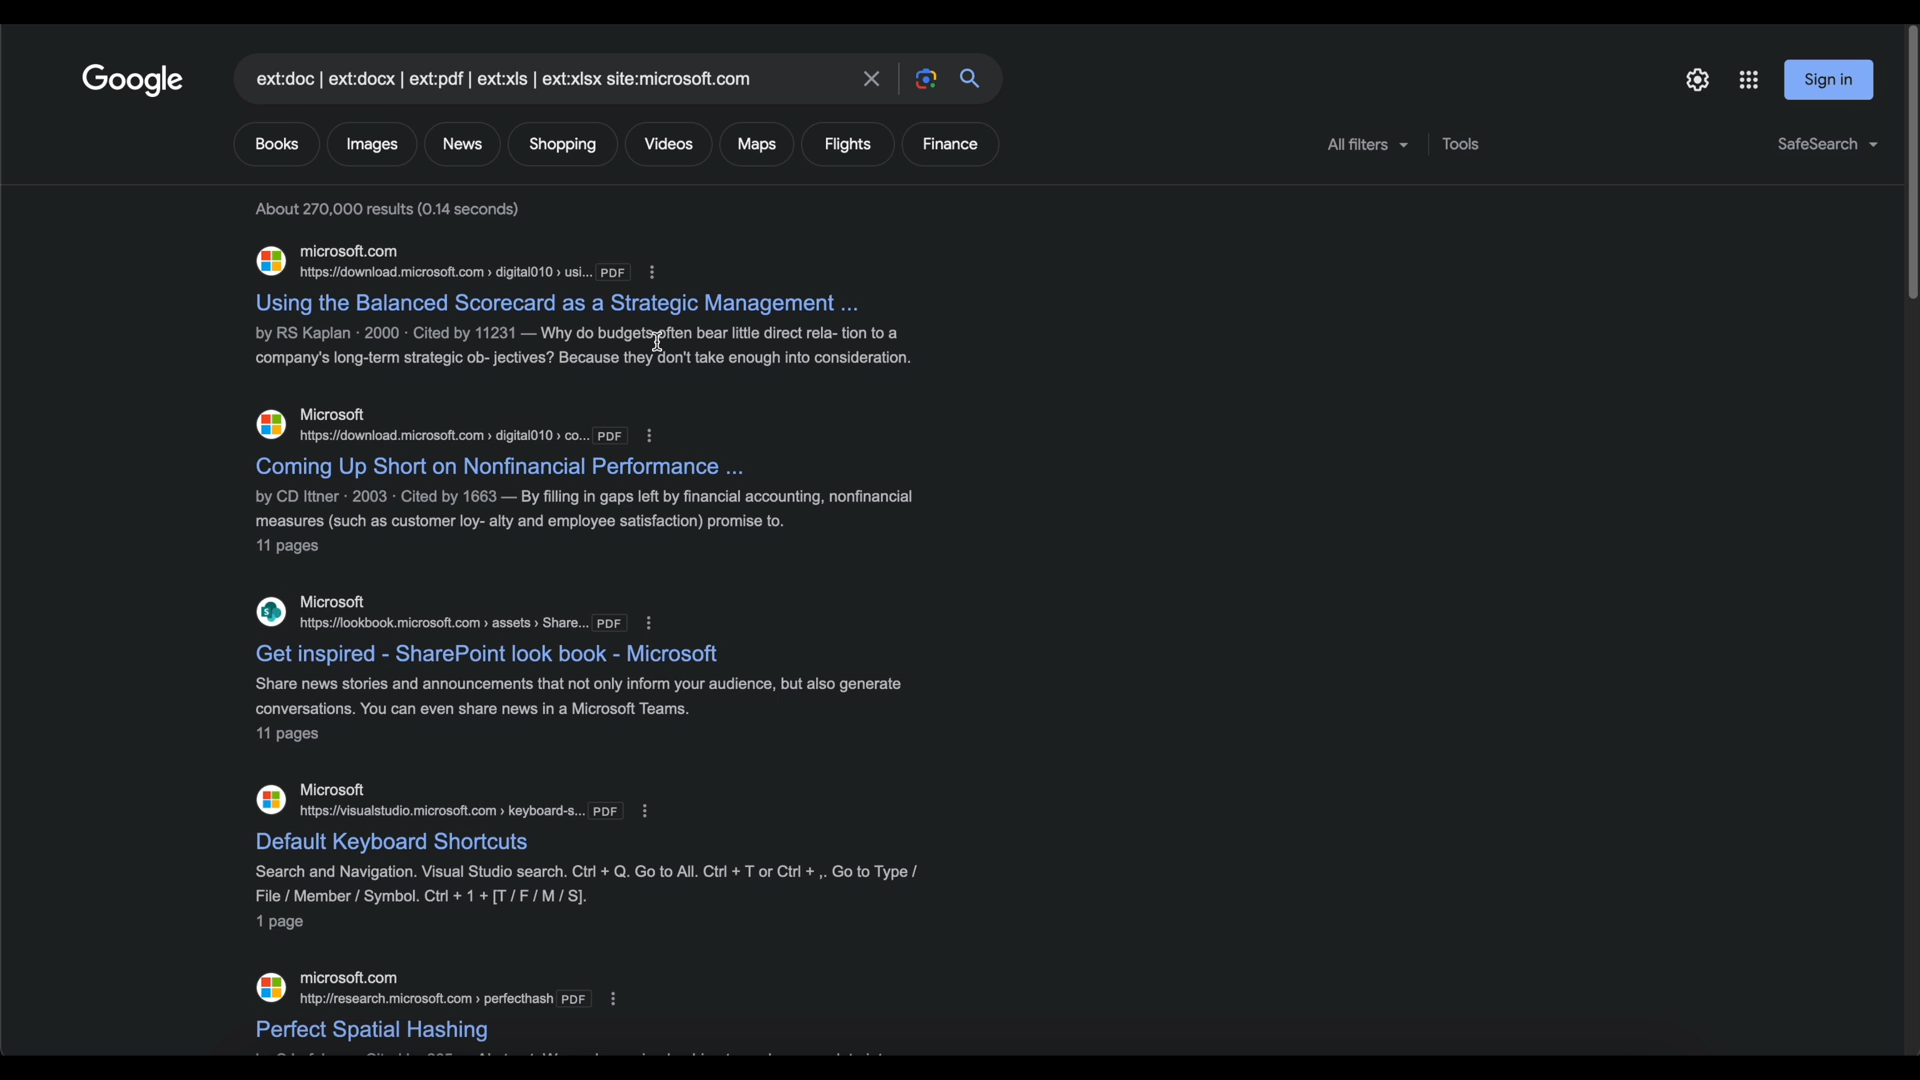 Google
ext:doc | ext:docx | ext:pdf | ext:xls | ext:xlsx site:microsoft.com
Sign in
Books Images News Shopping Videos Maps Flights Finance All filters Tools SafeSearch
About 270,000 results (0.14 seconds)
microsoft.com
https://download.microsoft.com › digital010 › usi... PDF
Using the Balanced Scorecard as a Strategic Management ...
by RS Kaplan · 2000 · Cited by 11231 — Why do budgets often bear little direct rela- tion to a
company's long-term strategic ob- jectives? Because they don't take enough into consideration.
Microsoft
https://download.microsoft.com › digital010 › co... PDF
Coming Up Short on Nonfinancial Performance ...
by CD Ittner · 2003 · Cited by 1663 — By filling in gaps left by financial accounting, nonfinancial
measures (such as customer loy- alty and employee satisfaction) promise to.
11 pages
Microsoft
https://lookbook.microsoft.com › assets › Share... PDF
Get inspired - SharePoint look book - Microsoft
Share news stories and announcements that not only inform your audience, but also generate
conversations. You can even share news in a Microsoft Teams.
11 pages
Microsoft
https://visualstudio.microsoft.com › keyboard-s... PDF
Default Keyboard Shortcuts
Search and Navigation. Visual Studio search. Ctrl + Q. Go to All. Ctrl + T or Ctrl + ,. Go to Type /
File / Member / Symbol. Ctrl + 1 + [T / F / M / S].
1 page
microsoft.com
http://research.microsoft.com › perfecthash PDF
Perfect Spatial Hashing